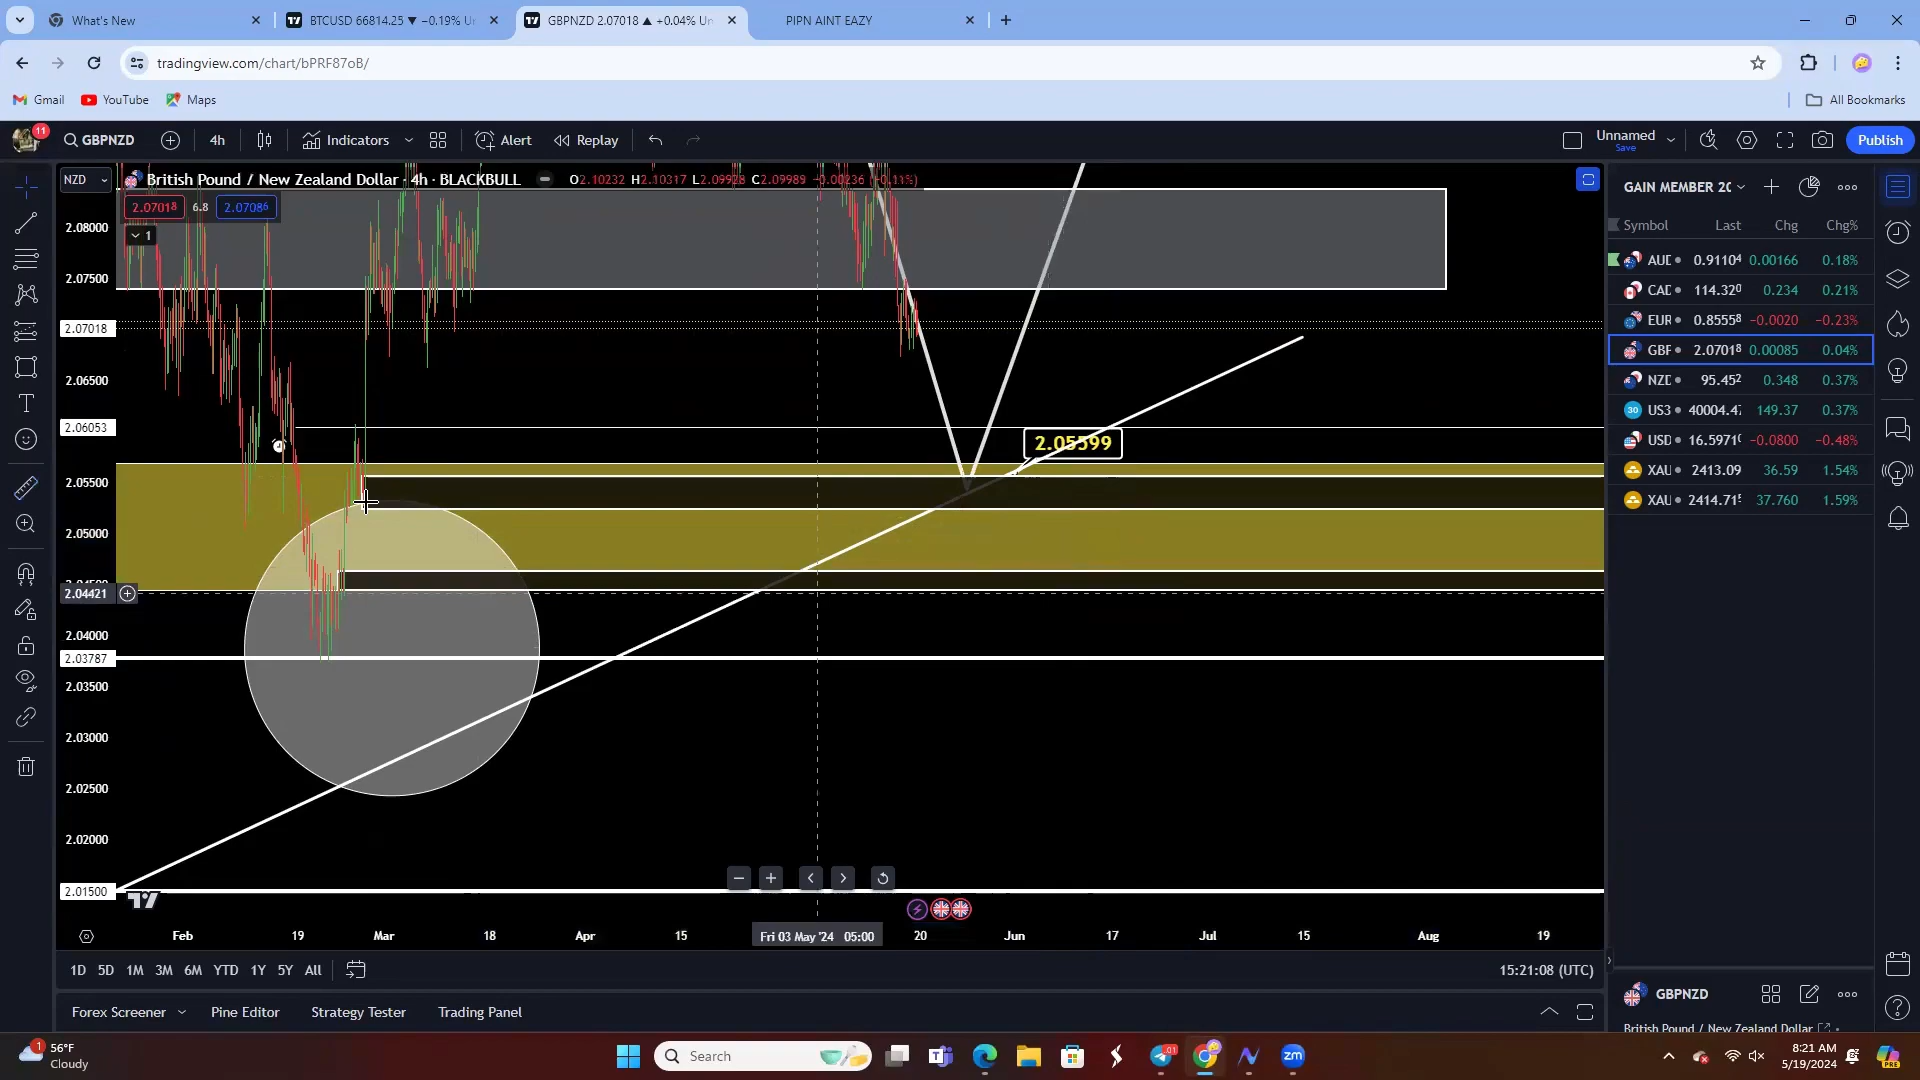 What's New
BTCUSD 66814.25 ▼ −0.19% Un
GBPNZD 2.07018 ▲ +0.04% Un
PIPN AINT EAZY
tradingview.com/chart/bPRF87oB/
Gmail YouTube Maps
All Bookmarks
11
GBPNZD 4h Indicators Alert Replay
Unnamed
Save
Publish
NZD
British Pound / New Zealand Dollar · 4h · BLACKBULL
O2.10232 H2.10317 L2.09928 C2.09989 −0.00236 (−0.11%)
2.07018 6.8 2.07086
1
2.08000
2.07500
2.07018
2.06500
2.06053
2.05599
2.05500
2.05000
2.04421
2.04000
2.03787
2.03500
2.03000
2.02500
2.02000
2.01500
Feb 19 Mar 18 Apr 15 Fri 03 May '24 05:00 20 Jun 17 Jul 15 Aug 19
1D 5D 1M 3M 6M YTD 1Y 5Y All
15:21:08 (UTC)
Forex Screener Pine Editor Strategy Tester Trading Panel
GAIN MEMBER 20
Symbol Last Chg Chg%
AUD 0.91104 0.00166 0.18%
CAD 114.320 0.234 0.21%
EUR 0.85558 −0.0020 −0.23%
GBP 2.07018 0.00085 0.04%
NZD 95.452 0.348 0.37%
US3 40004.47 149.37 0.37%
USD 16.59710 −0.0800 −0.48%
XAU 2413.09 36.59 1.54%
XAU 2414.715 37.760 1.59%
GBPNZD
British Pound / New Zealand Dollar
1
56°F
Cloudy
Search
01
zm
8:21 AM
5/19/2024
PRE